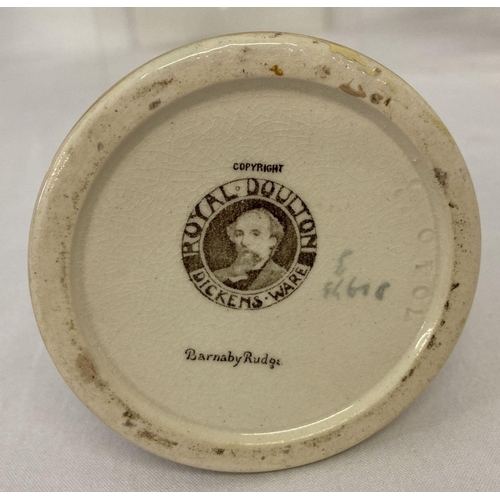 COPYRIGHT
ROYAL · DOULTON
DICKENS · WARE
Barnaby Rudge